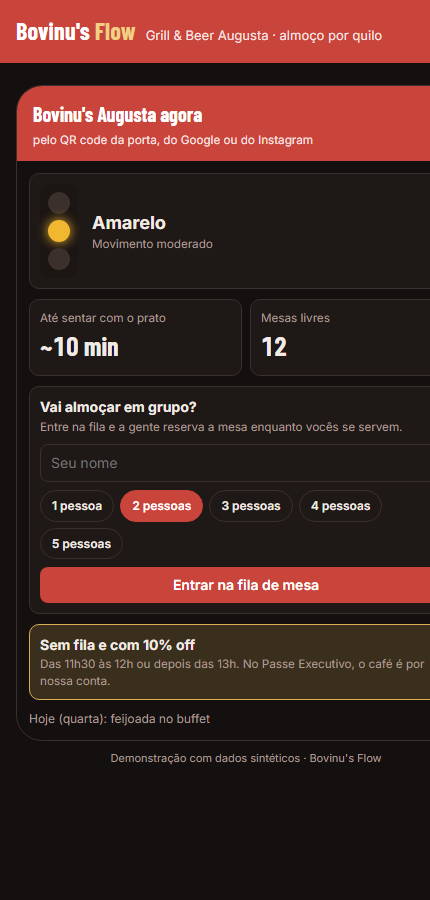 Bovinu's Flow Grill & Beer Augusta · almoço por quilo
Bovinu's Augusta agora
pelo QR code da porta, do Google ou do Instagram
Amarelo
Movimento moderado
Até sentar com o prato
~10 min
Mesas livres
12
Vai almoçar em grupo?
Entre na fila e a gente reserva a mesa enquanto vocês se servem.
Seu nome
1 pessoa 2 pessoas 3 pessoas 4 pessoas
5 pessoas
Entrar na fila de mesa
Sem fila e com 10% off
Das 11h30 às 12h ou depois das 13h. No Passe Executivo, o café é por
nossa conta.
Hoje (quarta): feijoada no buffet
Demonstração com dados sintéticos · Bovinu's Flow